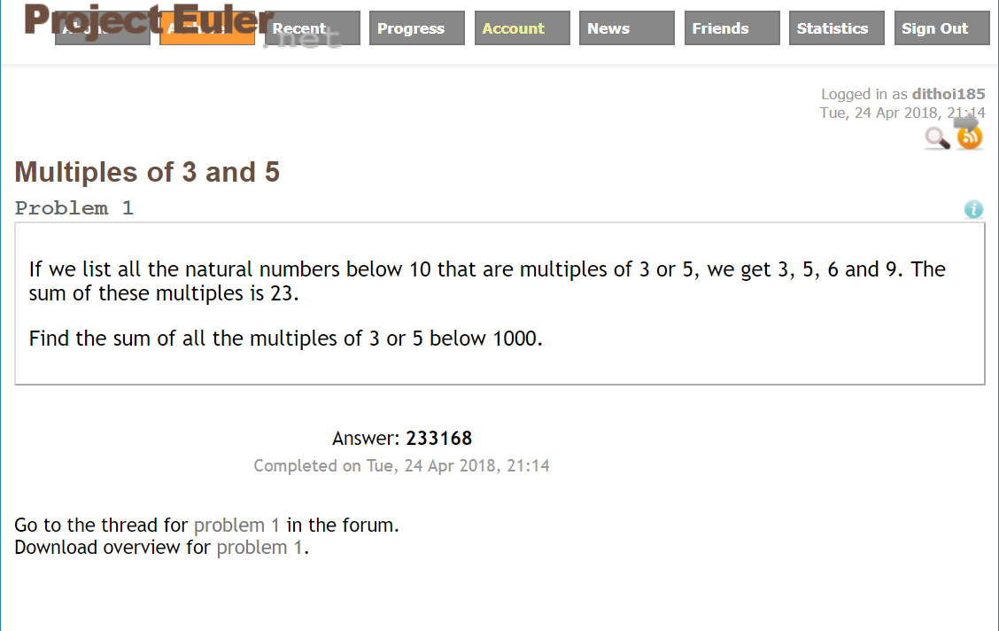 Project Euler
.net
Recent
Progress
Account
News
Friends
Statistics
Sign Out
Logged in as dithoi185
Tue, 24 Apr 2018, 21:14
Multiples of 3 and 5
Problem 1
If we list all the natural numbers below 10 that are multiples of 3 or 5, we get 3, 5, 6 and 9. The
sum of these multiples is 23.
Find the sum of all the multiples of 3 or 5 below 1000.
Answer: 233168
Completed on Tue, 24 Apr 2018, 21:14
Go to the thread for problem 1 in the forum.
Download overview for problem 1.